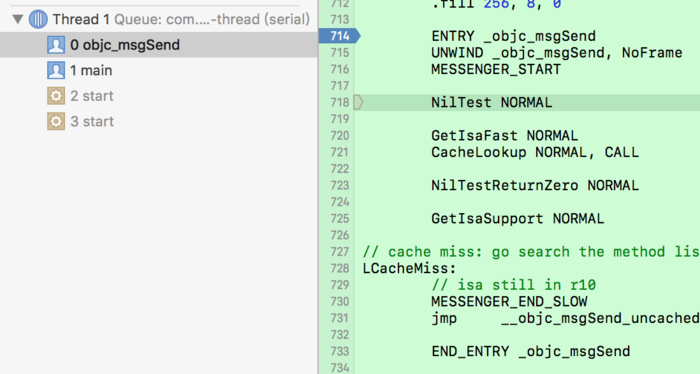 Thread 1 Queue: com....-thread (serial)
0 objc_msgSend
1 main
2 start
3 start
712 .fill 256, 8, 0
713
714 ENTRY _objc_msgSend
715 UNWIND _objc_msgSend, NoFrame
716 MESSENGER_START
717
718 NilTest NORMAL
719
720 GetIsaFast NORMAL
721 CacheLookup NORMAL, CALL
722
723 NilTestReturnZero NORMAL
724
725 GetIsaSupport NORMAL
726
727 // cache miss: go search the method lis
728 LCacheMiss:
729 // isa still in r10
730 MESSENGER_END_SLOW
731 jmp __objc_msgSend_uncached
732
733 END_ENTRY _objc_msgSend
734